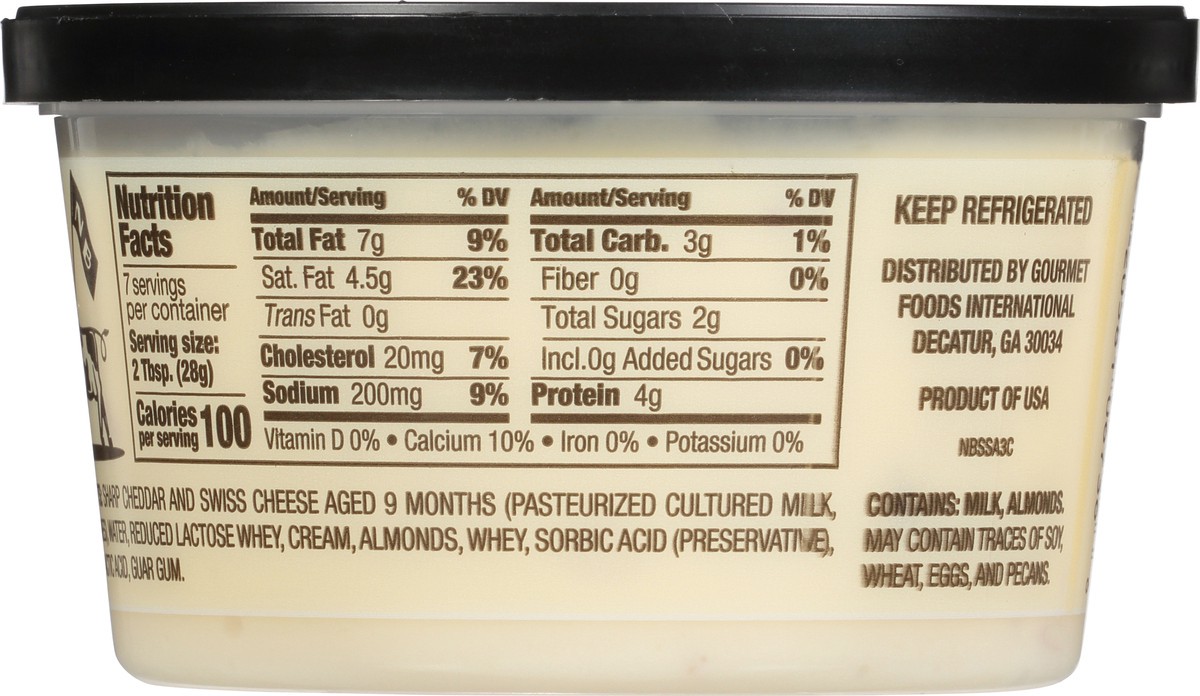 Nutrition
Facts
7 servings
per container
Serving size:
2 Tbsp. (28g)
Calories
per serving 100
Amount/Serving % DV
Total Fat 7g 9%
Sat. Fat 4.5g 23%
Trans Fat 0g
Cholesterol 20mg 7%
Sodium 200mg 9%
Amount/Serving % DV
Total Carb. 3g 1%
Fiber 0g 0%
Total Sugars 2g
Incl.0g Added Sugars 0%
Protein 4g
Vitamin D 0% • Calcium 10% • Iron 0% • Potassium 0%
SHARP CHEDDAR AND SWISS CHEESE AGED 9 MONTHS (PASTEURIZED CULTURED MILK,
WATER, REDUCED LACTOSE WHEY, CREAM, ALMONDS, WHEY, SORBIC ACID (PRESERVATIVE),
ACID, GUAR GUM.
KEEP REFRIGERATED
DISTRIBUTED BY GOURMET
FOODS INTERNATIONAL
DECATUR, GA 30034
PRODUCT OF USA
NBSSA3C
CONTAINS: MILK, ALMONDS.
MAY CONTAIN TRACES OF SOY,
WHEAT, EGGS, AND PECANS.